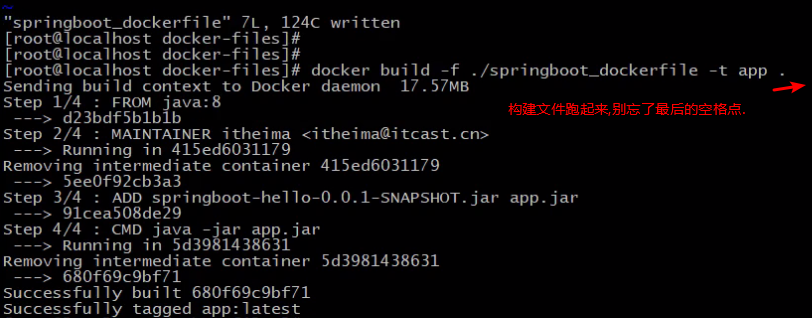 ~
"springboot_dockerfile" 7L, 124C written
[root@localhost docker-files]#
[root@localhost docker-files]#
[root@localhost docker-files]# docker build -f ./springboot_dockerfile -t app .
Sending build context to Docker daemon  17.57MB
构建文件跑起来,别忘了最后的空格点.
Step 1/4 : FROM java:8
 ---> d23bdf5b1b1b
Step 2/4 : MAINTAINER itheima <itheima@itcast.cn>
 ---> Running in 415ed6031179
Removing intermediate container 415ed6031179
 ---> 5ee0f92cb3a3
Step 3/4 : ADD springboot-hello-0.0.1-SNAPSHOT.jar app.jar
 ---> 91cea508de29
Step 4/4 : CMD java -jar app.jar
 ---> Running in 5d3981438631
Removing intermediate container 5d3981438631
 ---> 680f69c9bf71
Successfully built 680f69c9bf71
Successfully tagged app:latest